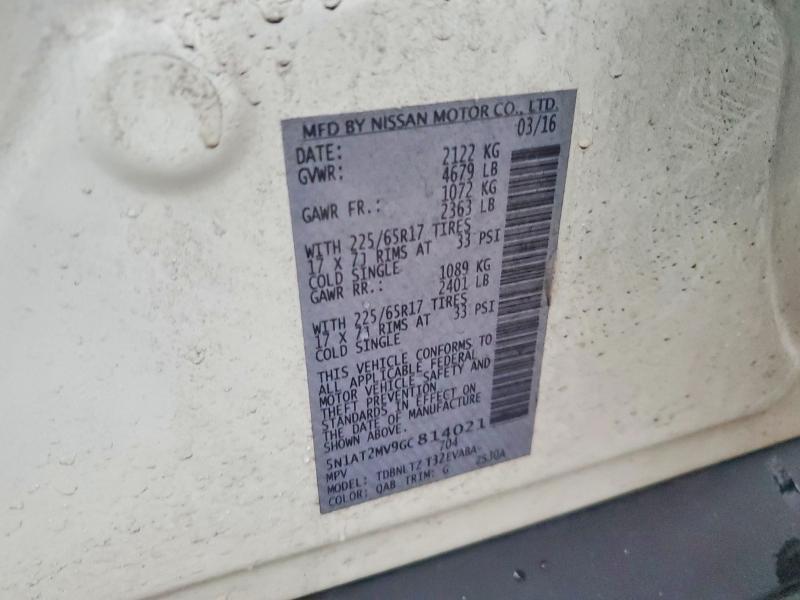 MFD BY NISSAN MOTOR CO., LTD.
DATE: 03/16
GVWR: 2122 KG
4679 LB
GAWR FR.: 1072 KG
2363 LB
WITH 225/65R17 TIRES
17 X 7J RIMS AT 33 PSI
COLD SINGLE
GAWR RR.: 1089 KG
2401 LB
WITH 225/65R17 TIRES
17 X 7J RIMS AT 33 PSI
COLD SINGLE
THIS VEHICLE CONFORMS TO
ALL APPLICABLE FEDERAL
MOTOR VEHICLE SAFETY AND
THEFT PREVENTION
STANDARDS IN EFFECT ON
THE DATE OF MANUFACTURE
SHOWN ABOVE.
5N1AT2MV9GC814021
MPV 704
MODEL: TDBNLTZ T32EVABA-
COLOR: QAB TRIM: G